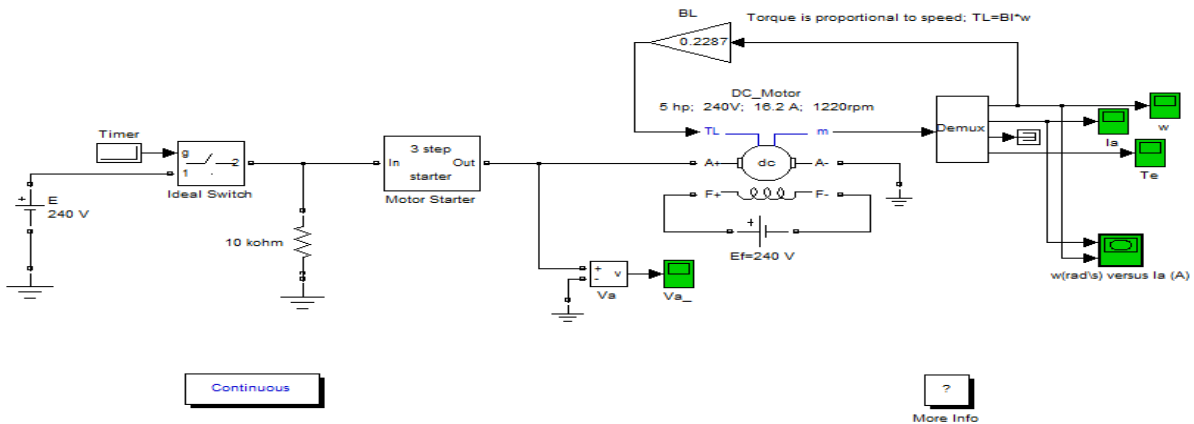 BL
Torque is proportional to speed; TL=Bl*w
0.2287
DC_Motor
5 hp; 240V; 16.2 A; 1220rpm
TL
m
A+
dc
A-
F+
F-
Ef=240 V
Demux
w
Ia
Te
w(rad\s) versus Ia (A)
Timer
g
1
2
Ideal Switch
E
240 V
10 kohm
3 step
starter
In
Out
Motor Starter
+
-
v
Va
Va_
+
+
Continuous
?
More Info